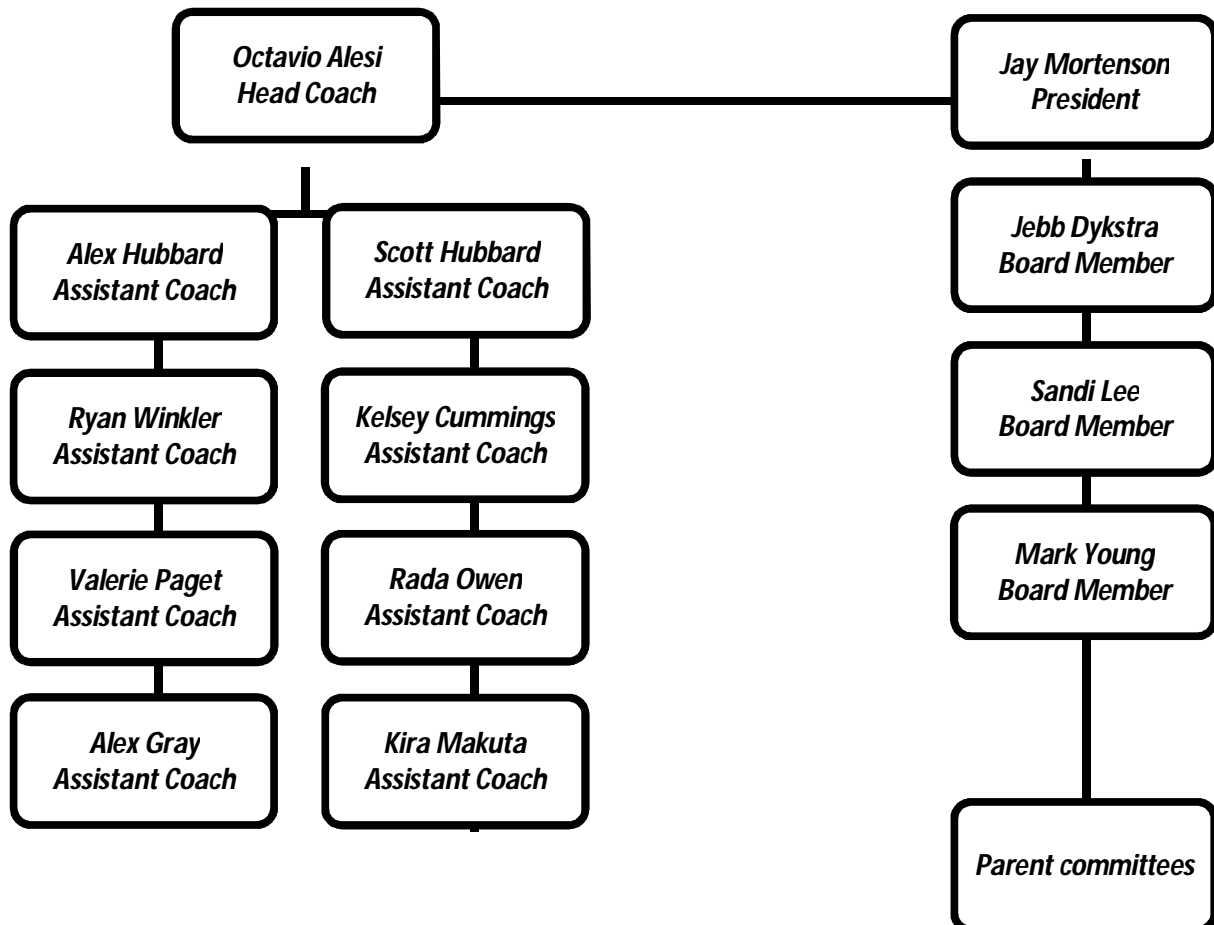 Octavio Alesi
Head Coach
Jay Mortenson
President
Alex Hubbard
Assistant Coach
Scott Hubbard
Assistant Coach
Jebb Dykstra
Board Member
Ryan Winkler
Assistant Coach
Kelsey Cummings
Assistant Coach
Sandi Lee
Board Member
Valerie Paget
Assistant Coach
Rada Owen
Assistant Coach
Mark Young
Board Member
Alex Gray
Assistant Coach
Kira Makuta
Assistant Coach
Parent committees